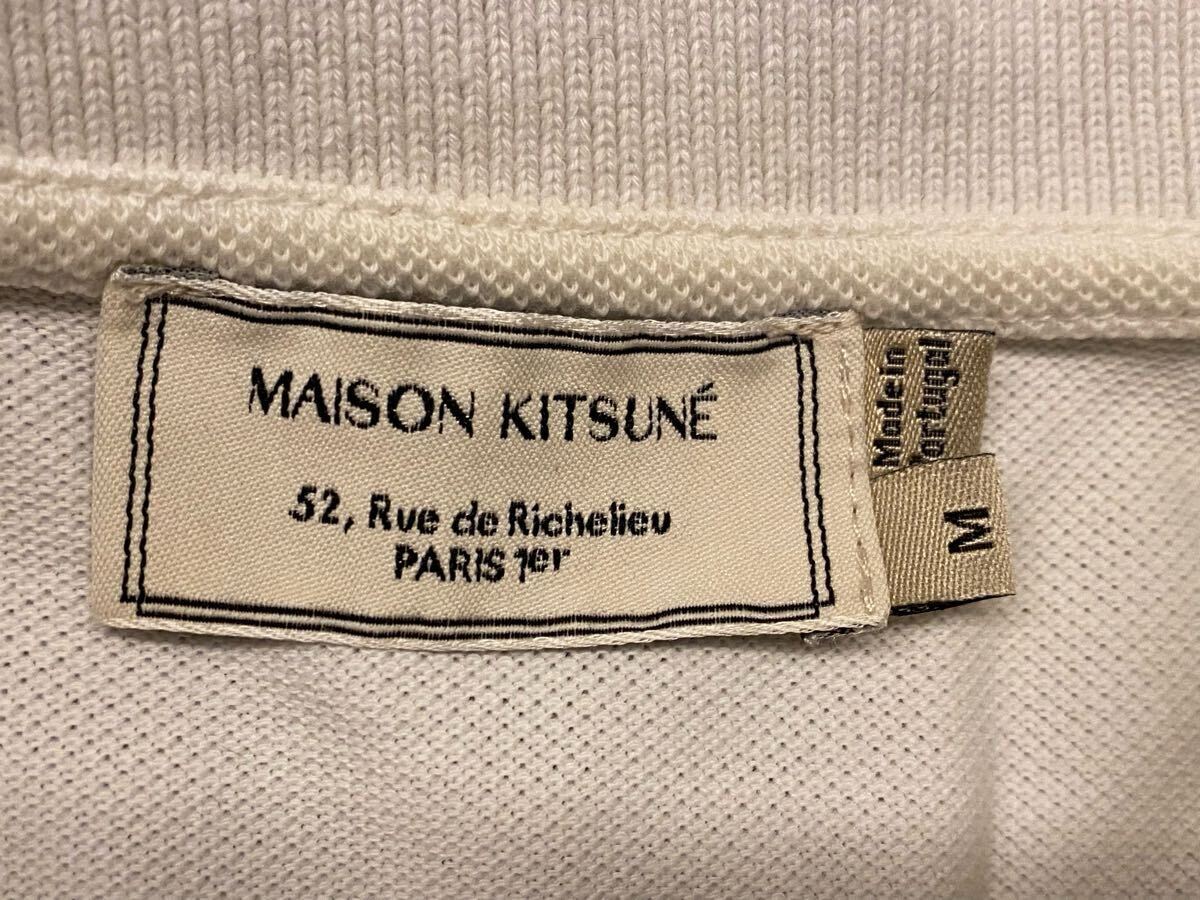 MAISON KITSUNÉ
52, Rue de Richelieu
PARIS 1er
Made in
Portugal
M